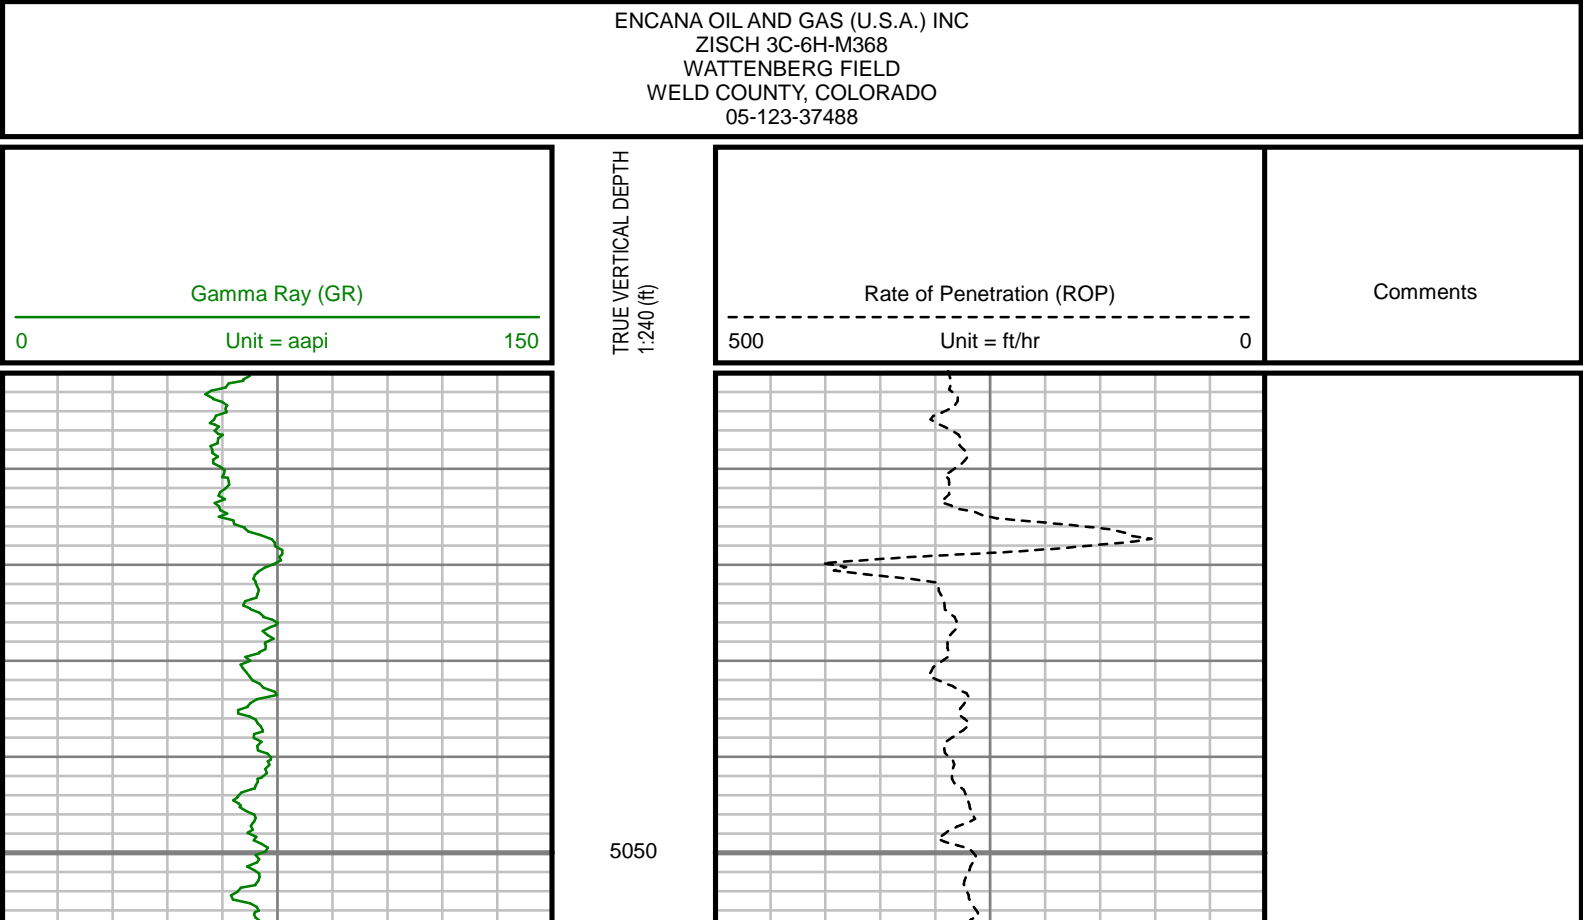 ENCANA OIL AND GAS (U.S.A.) INC
ZISCH 3C-6H-M368
WATTENBERG FIELD
WELD COUNTY, COLORADO
05-123-37488
Gamma Ray (GR)
0 Unit = aapi 150
TRUE VERTICAL DEPTH
1:240 (ft)
Rate of Penetration (ROP)
500 Unit = ft/hr 0
Comments
5050